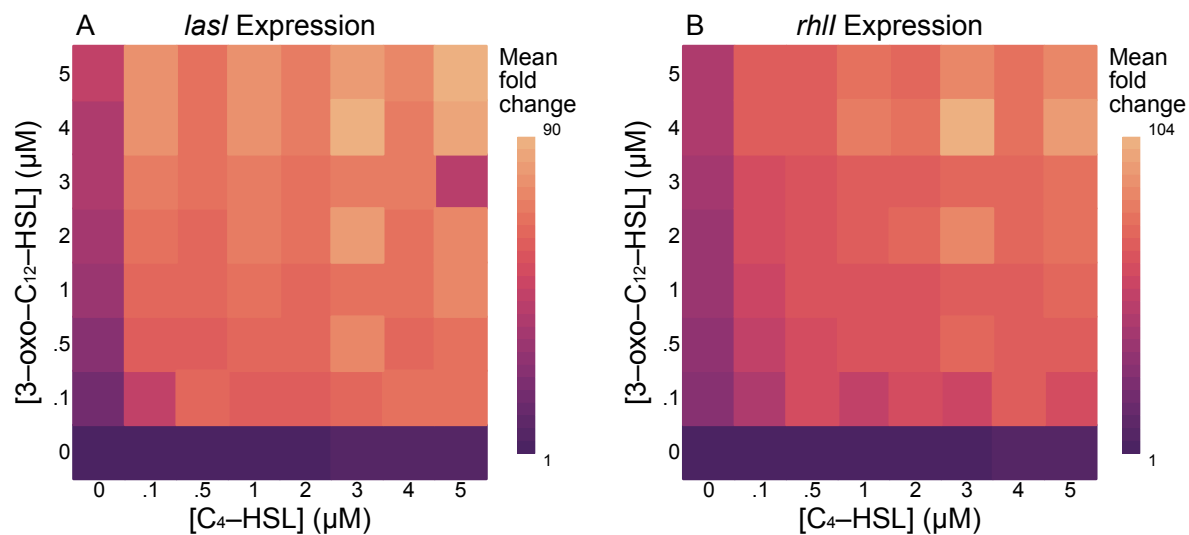 A lasI Expression
Mean
fold
change
90
1
5
4
3
2
1
.5
.1
0
[3–oxo–C₁₂–HSL] (µM)
0 .1 .5 1 2 3 4 5
[C₄–HSL] (µM)
B rhlI Expression
Mean
fold
change
104
1
5
4
3
2
1
.5
.1
0
[3–oxo–C₁₂–HSL] (µM)
0 .1 .5 1 2 3 4 5
[C₄–HSL] (µM)